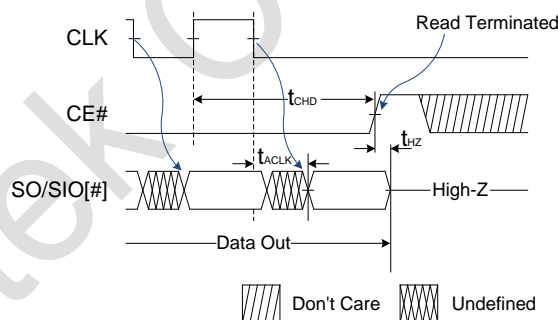 Read Terminated
CLK
CE#
tCHD
tHZ
tACLK
SO/SIO[#]
High-Z
Data Out
Don't Care
Undefined